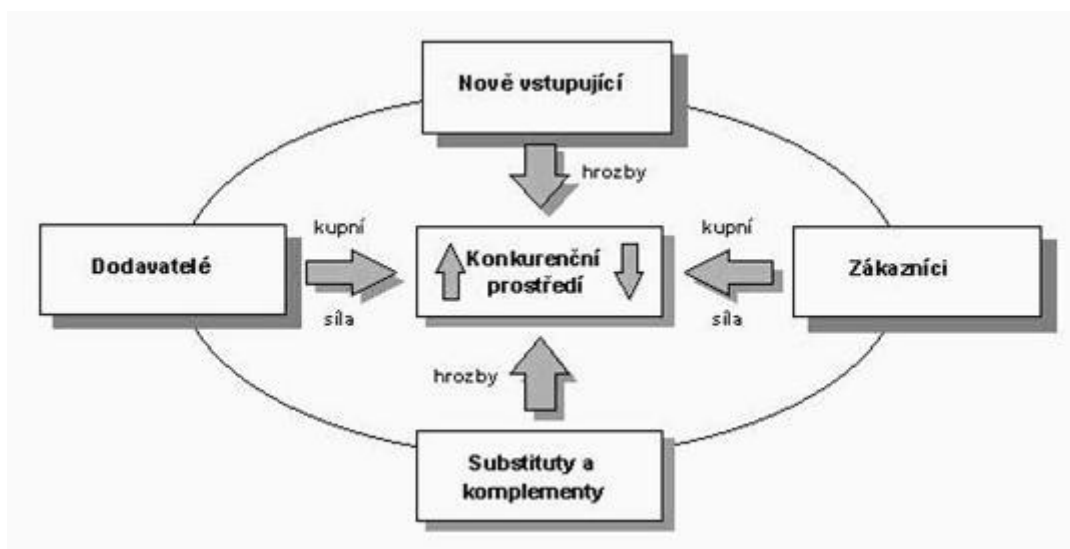 Nově vstupující
hrozby
kupní
kupní
Dodavatelé
Konkurenční
prostředí
Zákazníci
síla
síla
hrozby
Substituty a
komplementy